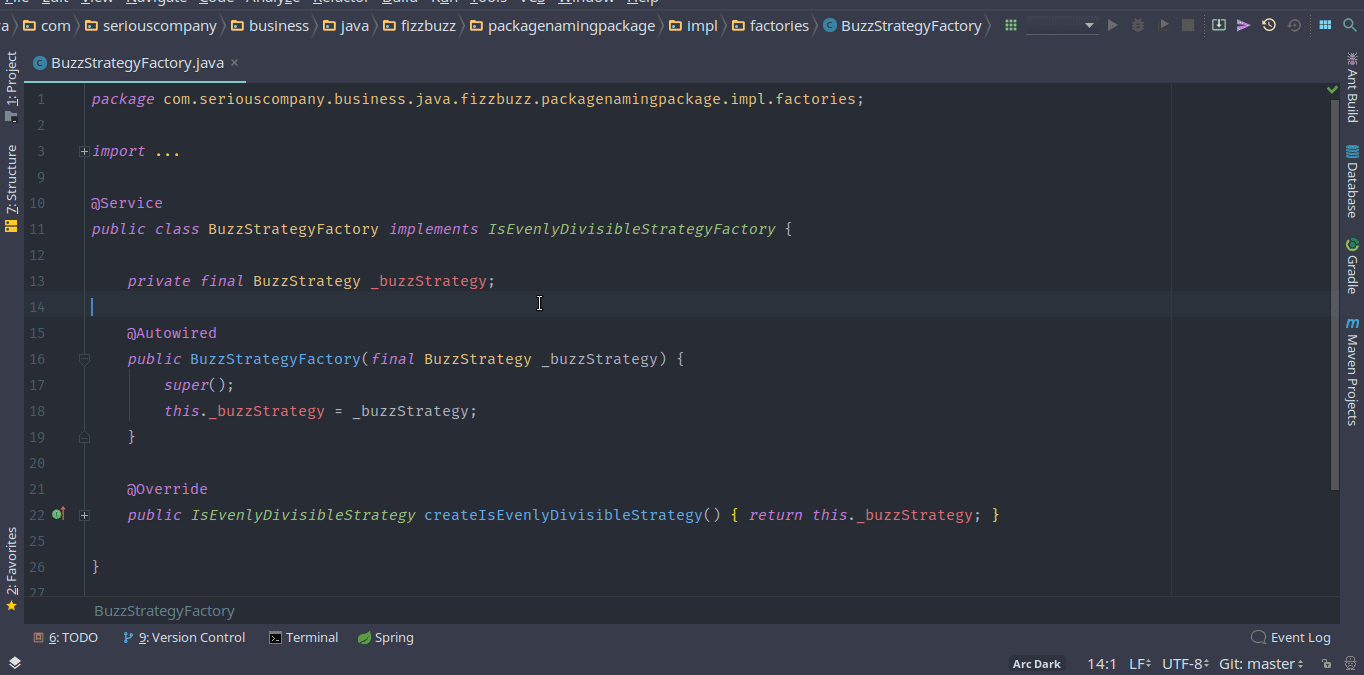 File Edit View Navigate Code Analyze Refactor Build Run Tools VCS Window Help
a com seriouscompany business java fizzbuzz packagenamingpackage impl factories BuzzStrategyFactory
BuzzStrategyFactory.java
1: Project
7: Structure
2: Favorites
1 package com.seriouscompany.business.java.fizzbuzz.packagenamingpackage.impl.factories;
2
3 import ...
9
10 @Service
11 public class BuzzStrategyFactory implements IsEvenlyDivisibleStrategyFactory {
12
13 private final BuzzStrategy _buzzStrategy;
14
15 @Autowired
16 public BuzzStrategyFactory(final BuzzStrategy _buzzStrategy) {
17 super();
18 this._buzzStrategy = _buzzStrategy;
19 }
20
21 @Override
22 public IsEvenlyDivisibleStrategy createIsEvenlyDivisibleStrategy() { return this._buzzStrategy; }
25
26 }
27
Ant Build
Database
Gradle
m Maven Projects
BuzzStrategyFactory
6: TODO 9: Version Control Terminal Spring Event Log
Arc Dark 14:1 LF UTF-8 Git: master